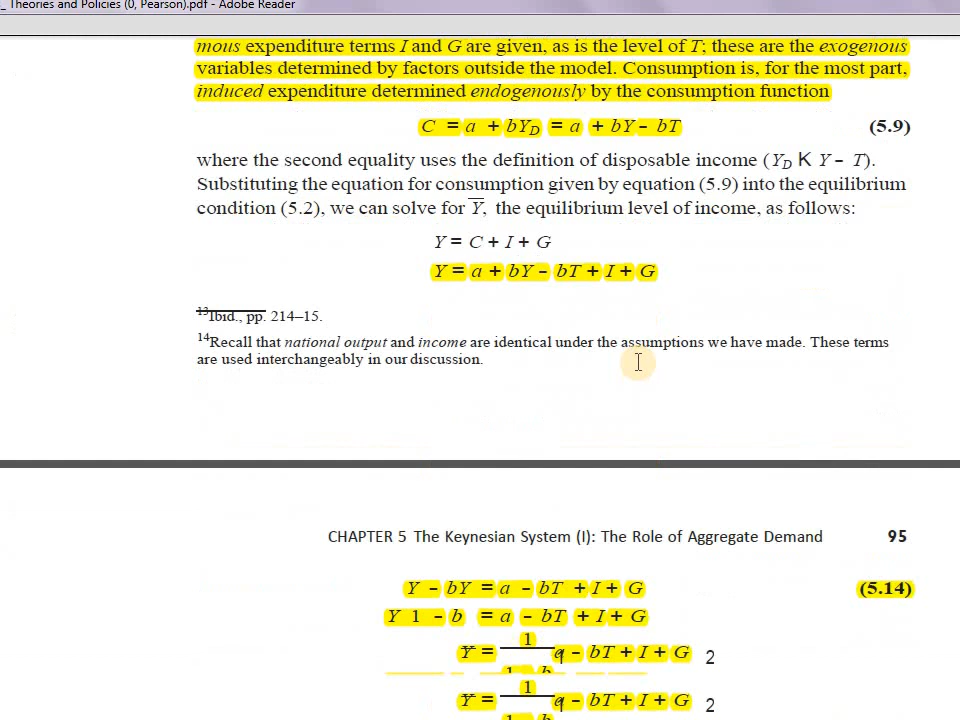 _ Theories and Policies (0, Pearson).pdf - Adobe Reader
mous expenditure terms I and G are given, as is the level of T; these are the exogenous
variables determined by factors outside the model. Consumption is, for the most part,
induced expenditure determined endogenously by the consumption function
C = a + bY_D = a + bY – bT (5.9)
where the second equality uses the definition of disposable income (Y_D K Y – T).
Substituting the equation for consumption given by equation (5.9) into the equilibrium
condition (5.2), we can solve for Y̅, the equilibrium level of income, as follows:
Y = C + I + G
Y = a + bY – bT + I + G
¹³Ibid., pp. 214–15.
¹⁴Recall that national output and income are identical under the assumptions we have made. These terms
are used interchangeably in our discussion.
CHAPTER 5 The Keynesian System (I): The Role of Aggregate Demand 95
Y – bY = a – bT + I + G (5.14)
Y 1 – b = a – bT + I + G
1
Y̅ = a – bT + I + G 2
1 b
1
Y̅ = a – bT + I + G 2